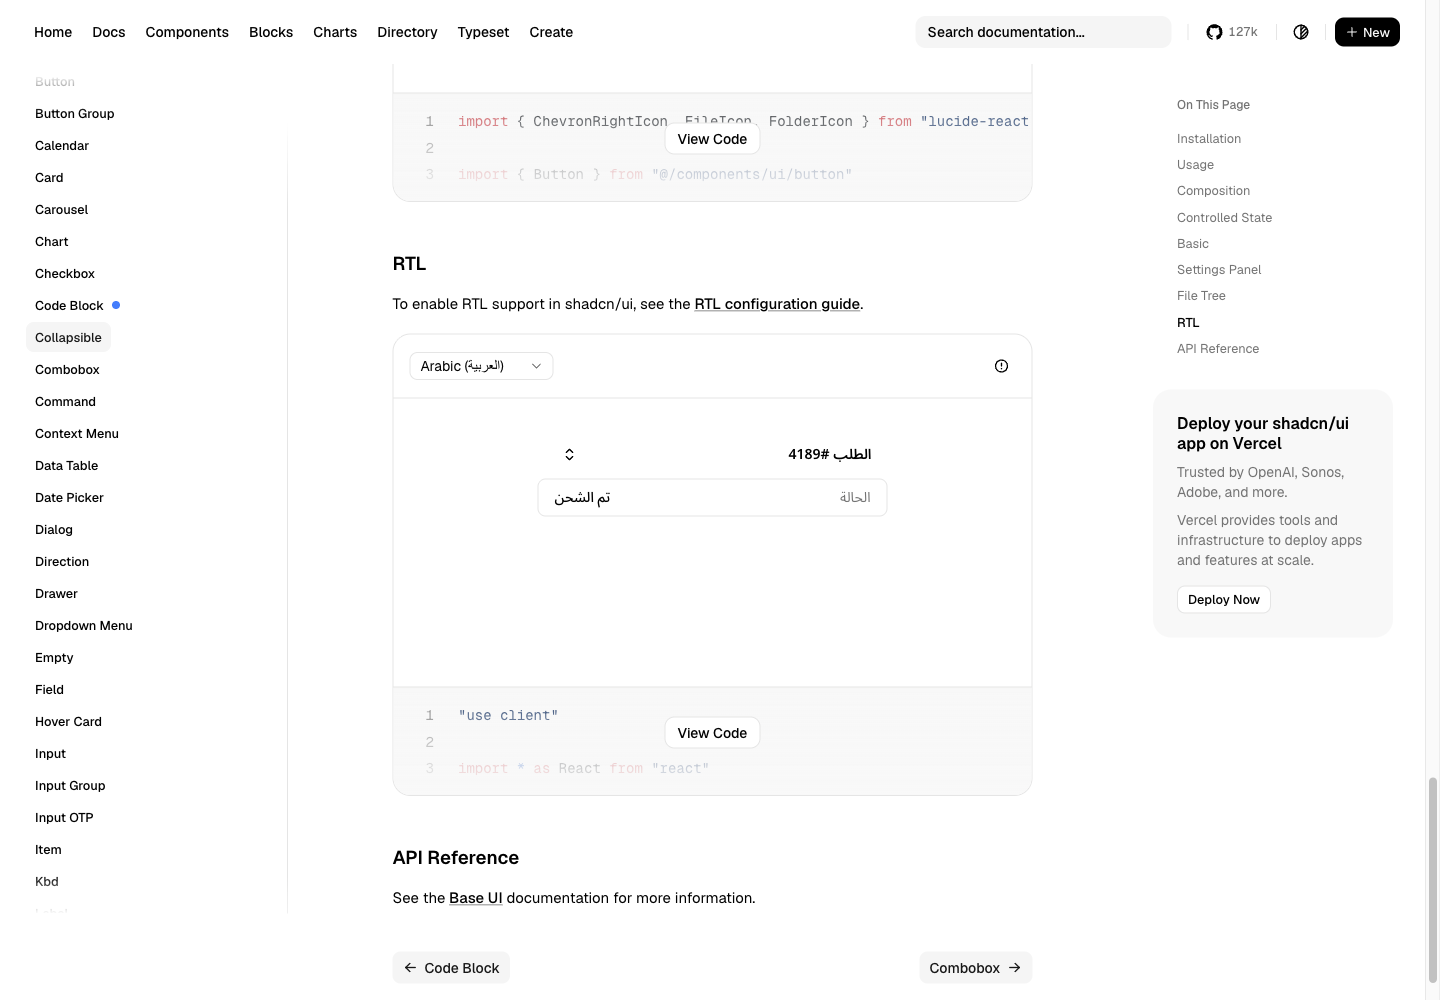 Home Docs Components Blocks Charts Directory Typeset Create
Search documentation...
127k
New
Button
Button Group
Calendar
Card
Carousel
Chart
Checkbox
Code Block
Collapsible
Combobox
Command
Context Menu
Data Table
Date Picker
Dialog
Direction
Drawer
Dropdown Menu
Empty
Field
Hover Card
Input
Input Group
Input OTP
Item
Kbd
Label
1 import { ChevronRightIcon, FileIcon, FolderIcon } from "lucide-react
2
3 import { Button } from "@/components/ui/button"
View Code
RTL
To enable RTL support in shadcn/ui, see the RTL configuration guide.
Arabic (العربية)
الطلب #4189
الحالة
تم الشحن
1 "use client"
2
3 import * as React from "react"
View Code
API Reference
See the Base UI documentation for more information.
Code Block
Combobox
On This Page
Installation
Usage
Composition
Controlled State
Basic
Settings Panel
File Tree
RTL
API Reference
Deploy your shadcn/ui
app on Vercel
Trusted by OpenAI, Sonos,
Adobe, and more.
Vercel provides tools and
infrastructure to deploy apps
and features at scale.
Deploy Now